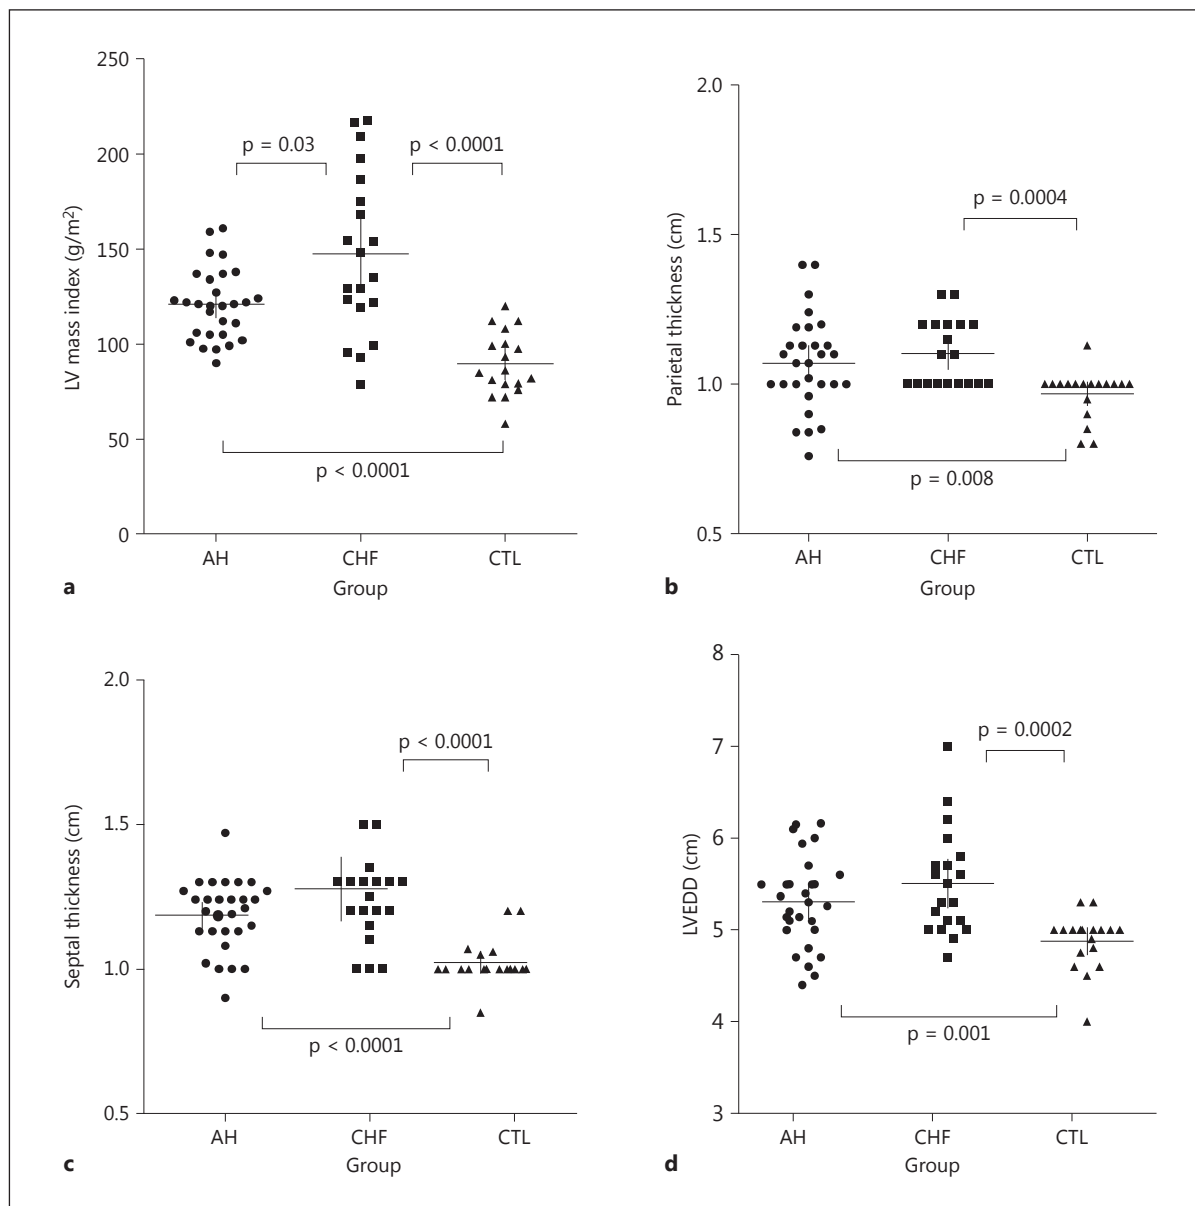 250
200
150
100
50
0
LV mass index (g/m²)
p = 0.03
p < 0.0001
p < 0.0001
AH CHF CTL
Group
a
2.0
1.5
1.0
0.5
Parietal thickness (cm)
p = 0.0004
p = 0.008
AH CHF CTL
Group
b
2.0
1.5
1.0
0.5
Septal thickness (cm)
p < 0.0001
p < 0.0001
AH CHF CTL
Group
c
8
7
6
5
4
3
LVEDD (cm)
p = 0.0002
p = 0.001
AH CHF CTL
Group
d